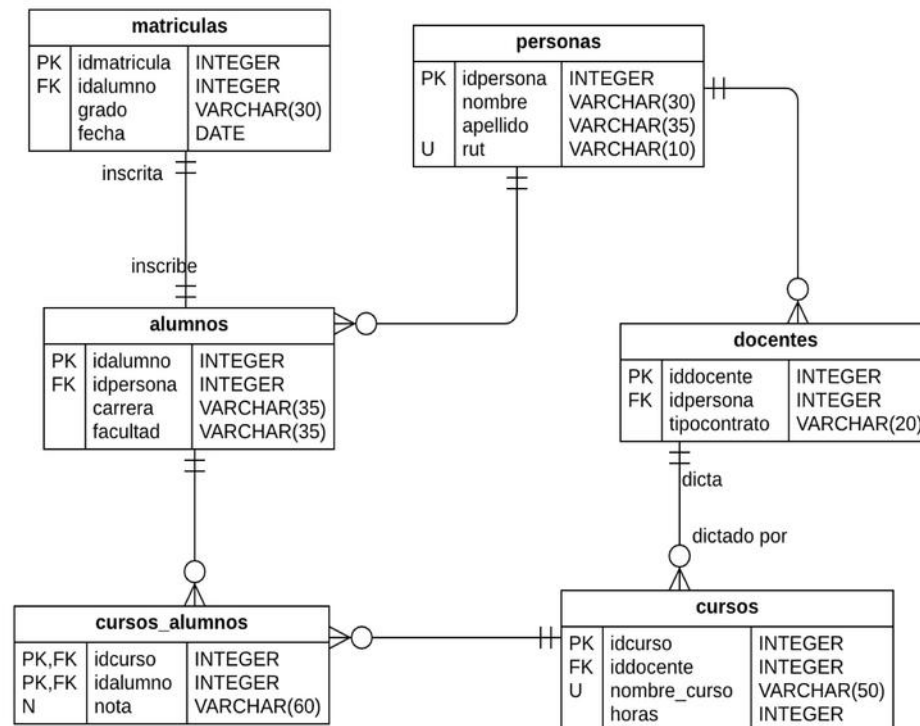 matriculas
PK idmatricula INTEGER
FK idalumno INTEGER
grado VARCHAR(30)
fecha DATE
personas
PK idpersona INTEGER
nombre VARCHAR(30)
apellido VARCHAR(35)
U rut VARCHAR(10)
inscrita
inscribe
alumnos
PK idalumno INTEGER
FK idpersona INTEGER
carrera VARCHAR(35)
facultad VARCHAR(35)
docentes
PK iddocente INTEGER
FK idpersona INTEGER
tipocontrato VARCHAR(20)
dicta
dictado por
cursos_alumnos
PK,FK idcurso INTEGER
PK,FK idalumno INTEGER
N nota VARCHAR(60)
cursos
PK idcurso INTEGER
FK iddocente INTEGER
U nombre_curso VARCHAR(50)
horas INTEGER